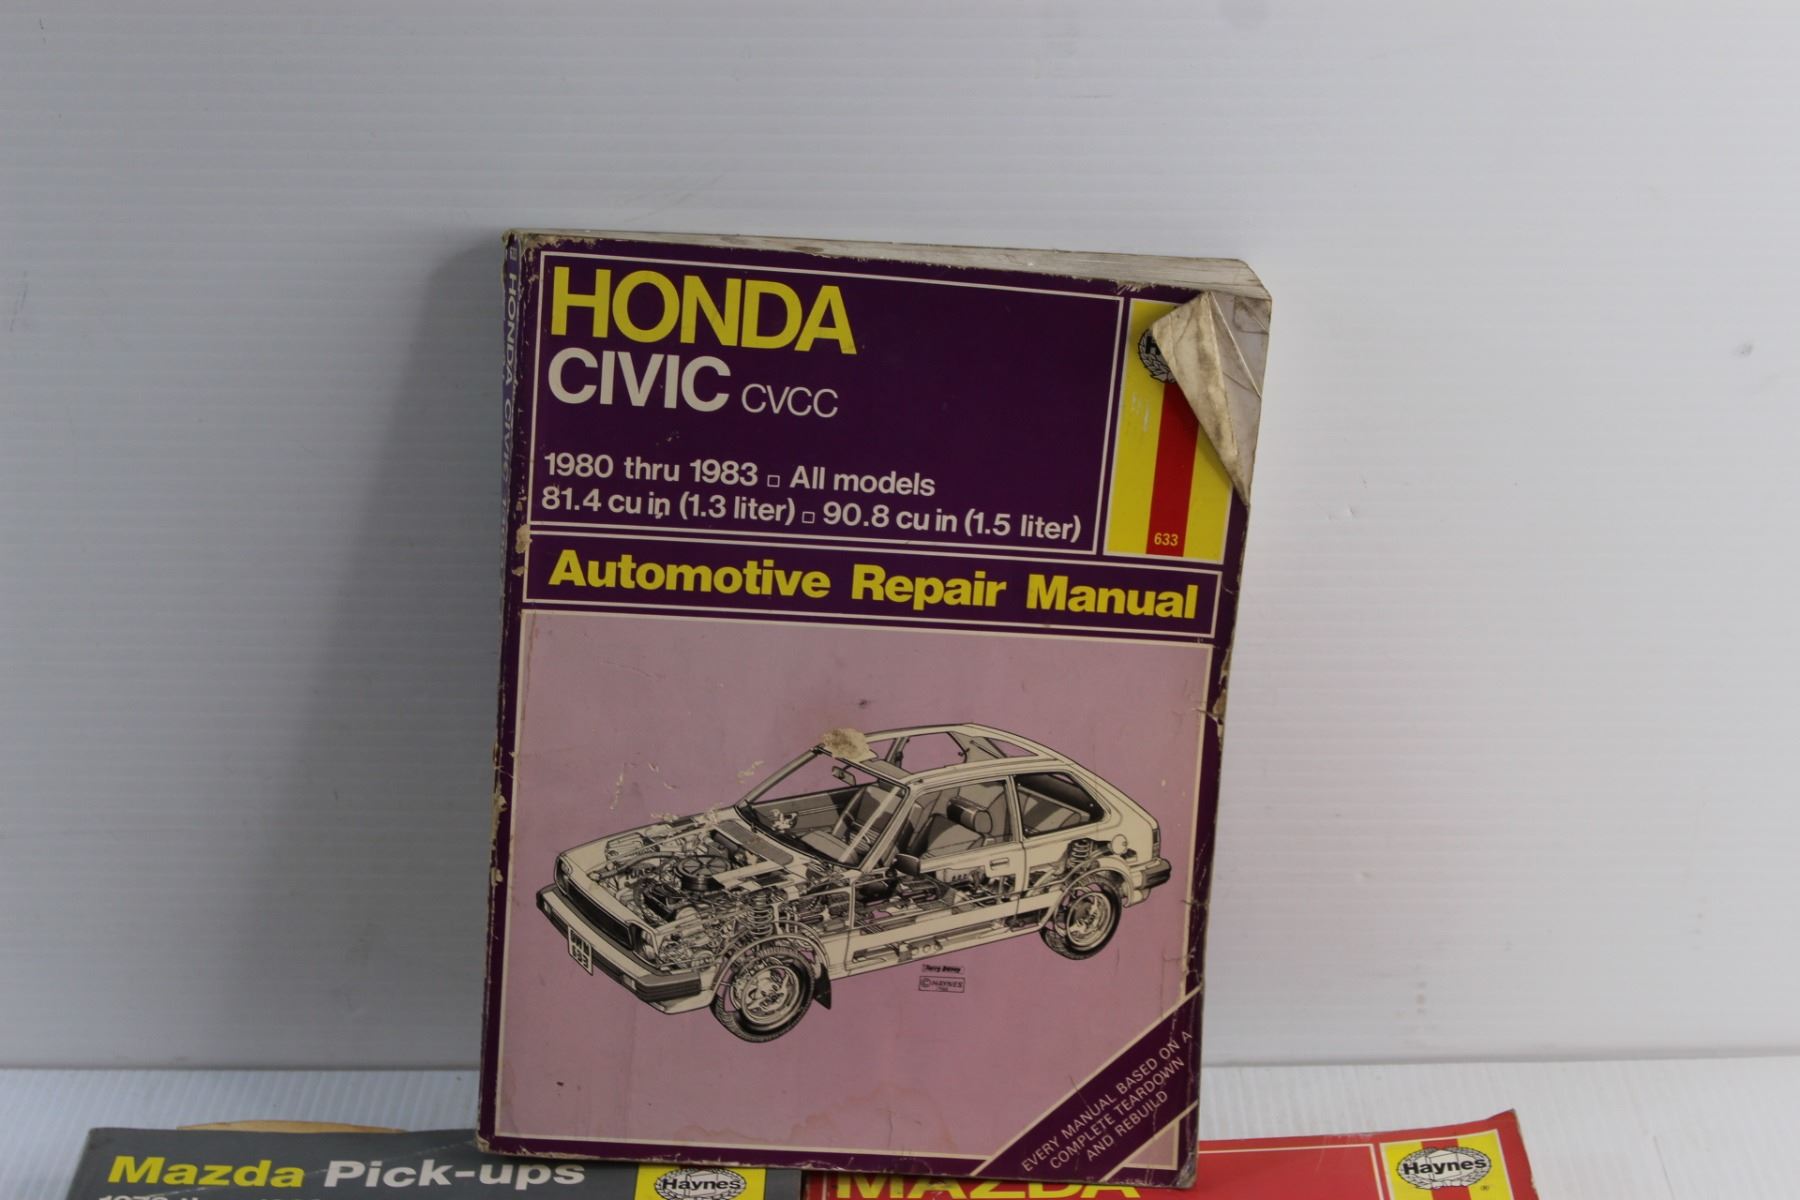 HONDA
CIVIC CVCC
1980 thru 1983 □ All models
81.4 cu in (1.3 liter) □ 90.8 cu in (1.5 liter)
633
Automotive Repair Manual
© HAYNES
EVERY MANUAL BASED ON A
COMPLETE TEARDOWN
AND REBUILD
HONDA CIVIC
Mazda Pick-ups
Haynes
MAZDA
Haynes
®